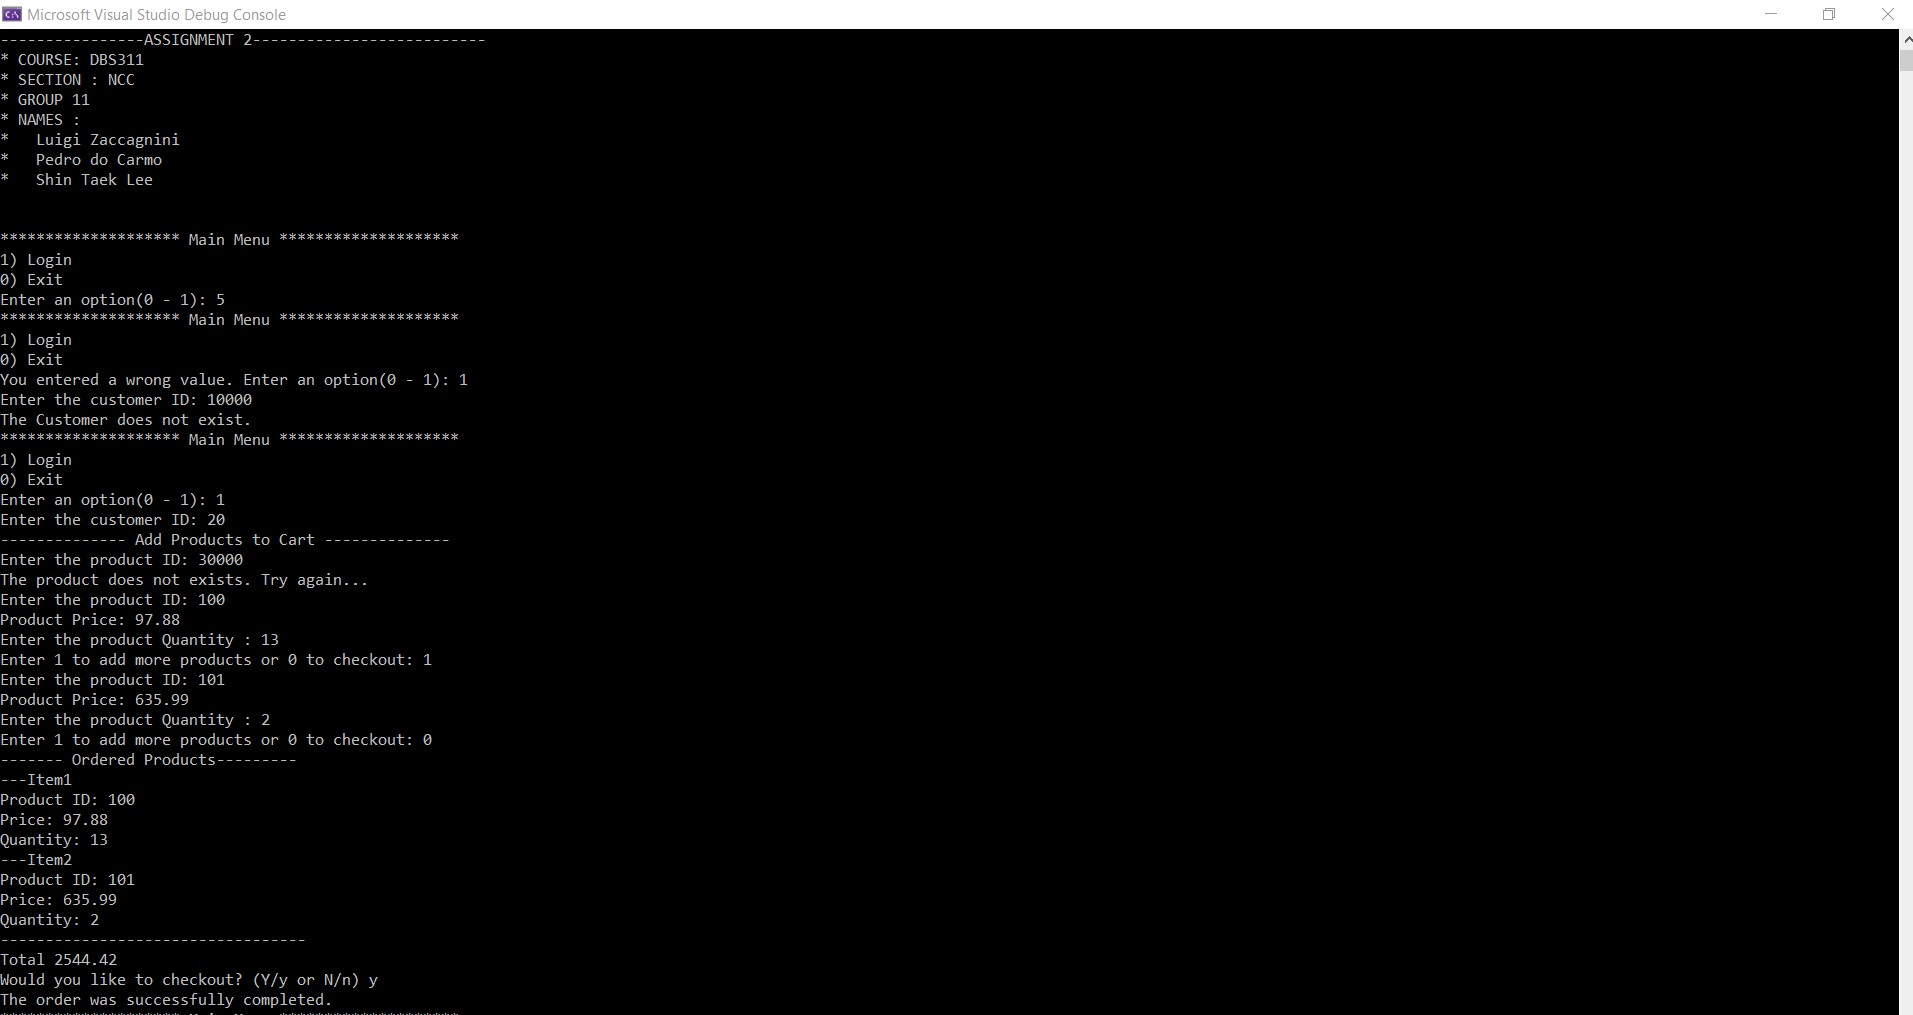 Microsoft Visual Studio Debug Console
----------------ASSIGNMENT 2--------------------------
* COURSE: DBS311
* SECTION : NCC
* GROUP 11
* NAMES :
*   Luigi Zaccagnini
*   Pedro do Carmo
*   Shin Taek Lee
******************** Main Menu ********************
1) Login
0) Exit
Enter an option(0 - 1): 5
******************** Main Menu ********************
1) Login
0) Exit
You entered a wrong value. Enter an option(0 - 1): 1
Enter the customer ID: 10000
The Customer does not exist.
******************** Main Menu ********************
1) Login
0) Exit
Enter an option(0 - 1): 1
Enter the customer ID: 20
-------------- Add Products to Cart --------------
Enter the product ID: 30000
The product does not exists. Try again...
Enter the product ID: 100
Product Price: 97.88
Enter the product Quantity : 13
Enter 1 to add more products or 0 to checkout: 1
Enter the product ID: 101
Product Price: 635.99
Enter the product Quantity : 2
Enter 1 to add more products or 0 to checkout: 0
------- Ordered Products---------
---Item1
Product ID: 100
Price: 97.88
Quantity: 13
---Item2
Product ID: 101
Price: 635.99
Quantity: 2
----------------------------------
Total 2544.42
Would you like to checkout? (Y/y or N/n) y
The order was successfully completed.